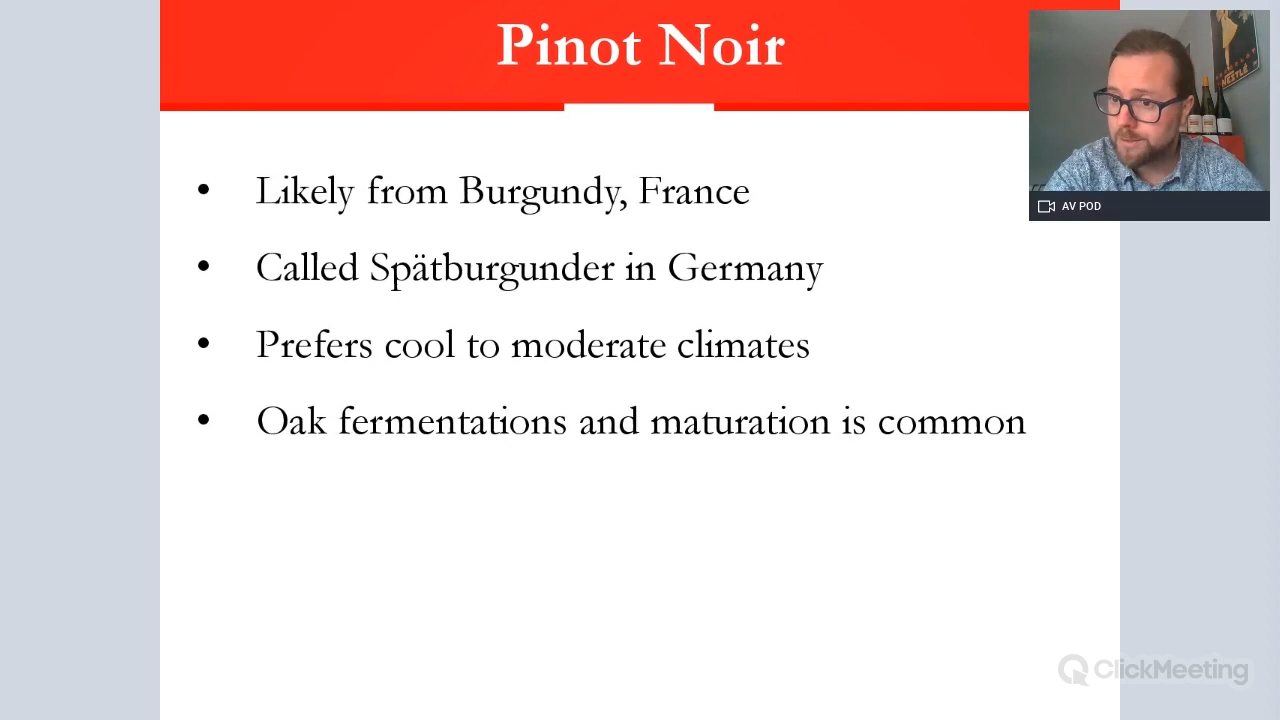 Pinot Noir
NESTLÉ
AV POD
• Likely from Burgundy, France
• Called Spätburgunder in Germany
• Prefers cool to moderate climates
• Oak fermentations and maturation is common
ClickMeeting